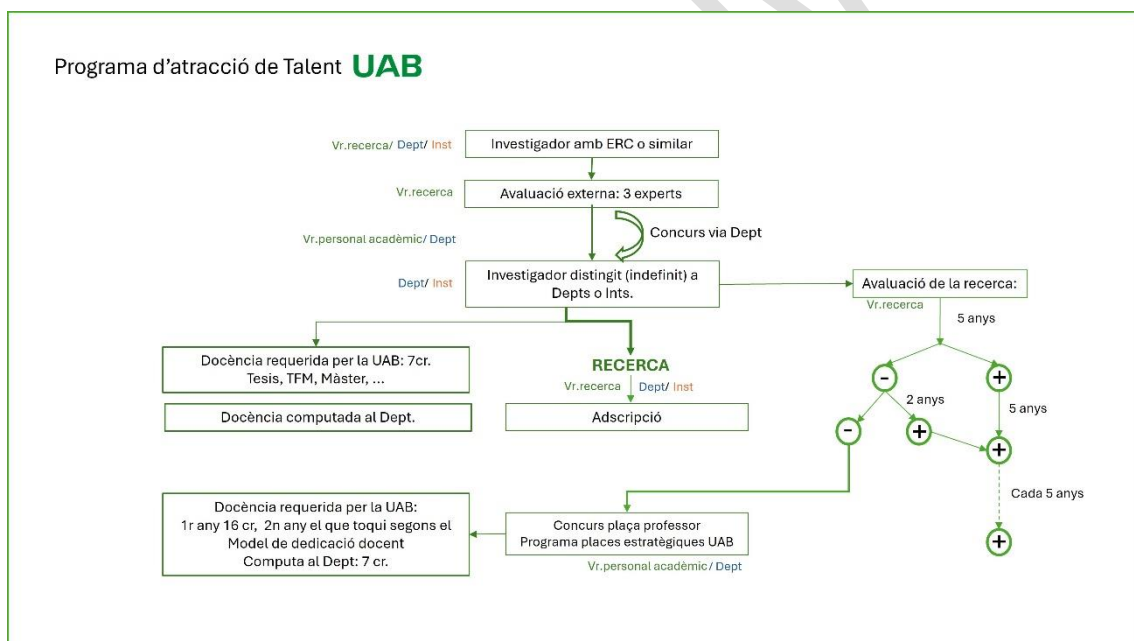 Programa d'atracció de Talent UAB
Vr.recerca/ Dept/ Inst
Investigador amb ERC o similar
Vr.recerca
Avaluació externa: 3 experts
Concurs via Dept
Vr.personal acadèmic/ Dept
Dept/ Inst
Investigador distingit (indefinit) a
Depts o Ints.
Avaluació de la recerca:
Vr.recerca
5 anys
Docència requerida per la UAB: 7cr.
Tesis, TFM, Màster, ...
RECERCA
Vr.recerca
Dept/ Inst
Docència computada al Dept.
Adscripció
-
+
2 anys
5 anys
-
+
+
Cada 5 anys
+
Docència requerida per la UAB:
1r any 16 cr, 2n any el que toqui segons el
Model de dedicació docent
Computa al Dept: 7 cr.
Concurs plaça professor
Programa places estratègiques UAB
Vr.personal acadèmic/ Dept